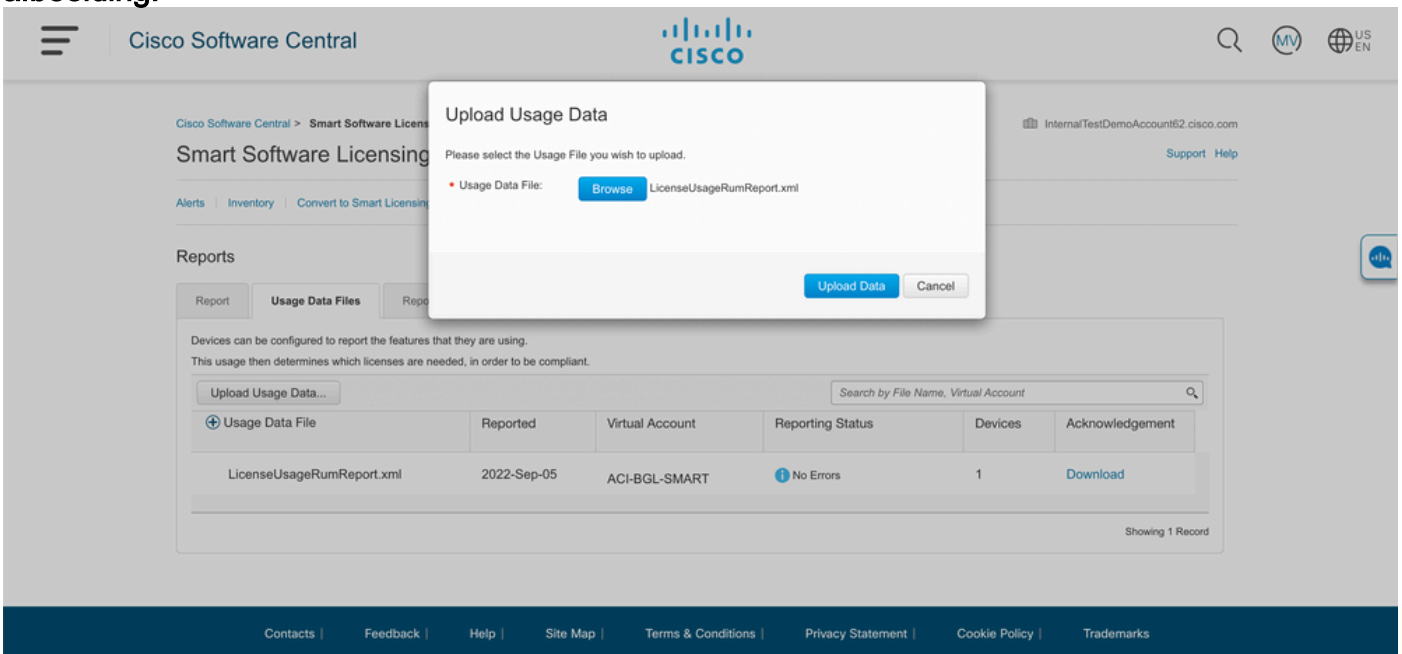 Cisco Software Central
CISCO
MV
US
EN
Cisco Software Central > Smart Software Licens
InternalTestDemoAccount62.cisco.com
Smart Software Licensing
Support Help
Alerts | Inventory | Convert to Smart Licensing
Upload Usage Data
Please select the Usage File you wish to upload.
* Usage Data File: Browse LicenseUsageRumReport.xml
Upload Data Cancel
Reports
Report Usage Data Files Repo
Devices can be configured to report the features that they are using.
This usage then determines which licenses are needed, in order to be compliant.
Upload Usage Data... Search by File Name, Virtual Account
Usage Data File Reported Virtual Account Reporting Status Devices Acknowledgement
LicenseUsageRumReport.xml 2022-Sep-05 ACI-BGL-SMART No Errors 1 Download
Showing 1 Record
Contacts | Feedback | Help | Site Map | Terms & Conditions | Privacy Statement | Cookie Policy | Trademarks